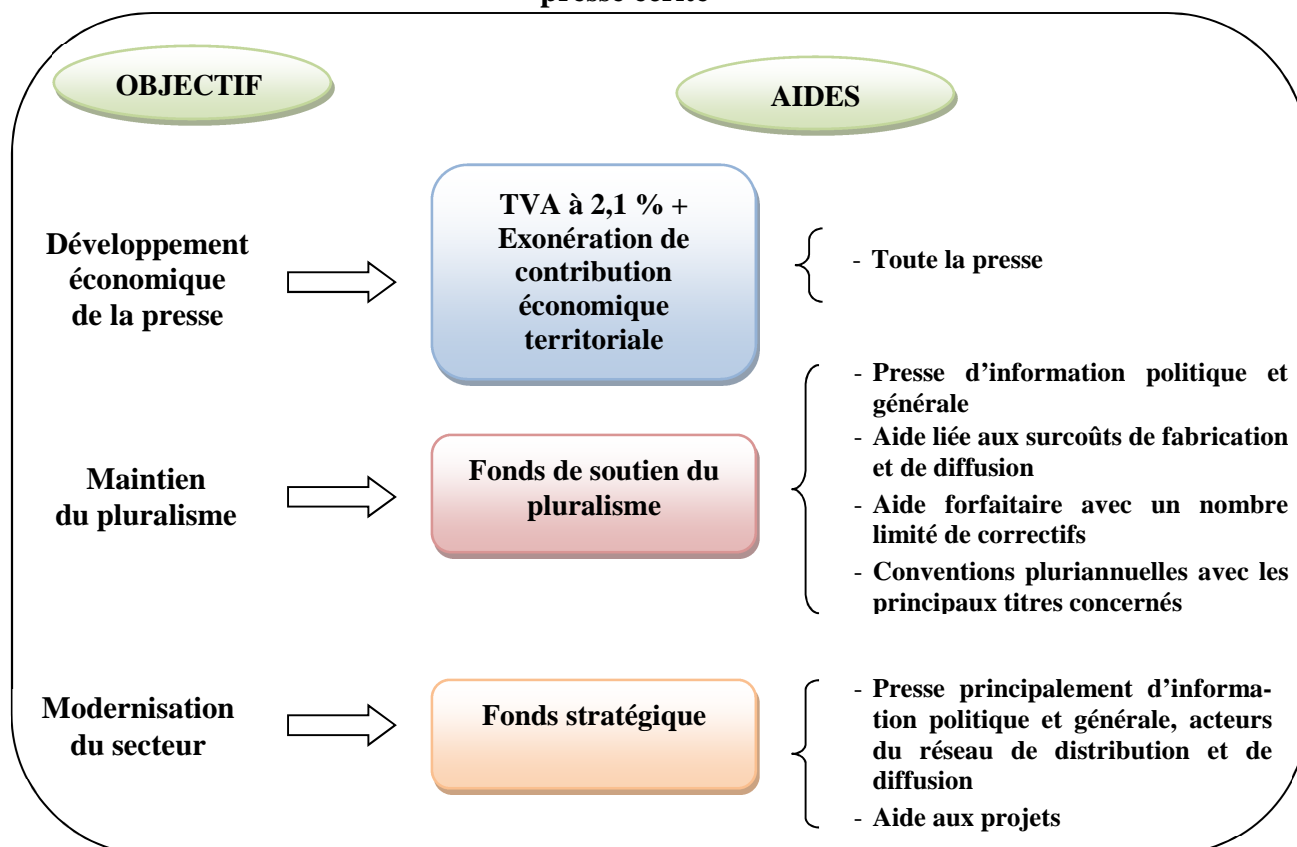 presse écrite
OBJECTIF
AIDES
Développement
économique
de la presse
TVA à 2,1 % +
Exonération de
contribution
économique
territoriale
- Toute la presse
Maintien
du pluralisme
Fonds de soutien du
pluralisme
- Presse d’information politique et
générale
- Aide liée aux surcoûts de fabrication
et de diffusion
- Aide forfaitaire avec un nombre
limité de correctifs
- Conventions pluriannuelles avec les
principaux titres concernés
Modernisation
du secteur
Fonds stratégique
- Presse principalement d’informa-
tion politique et générale, acteurs
du réseau de distribution et de
diffusion
- Aide aux projets